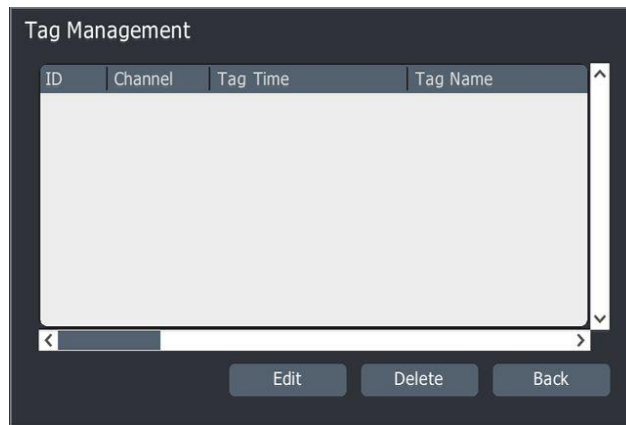 Tag Management
ID Channel Tag Time Tag Name
Edit Delete Back